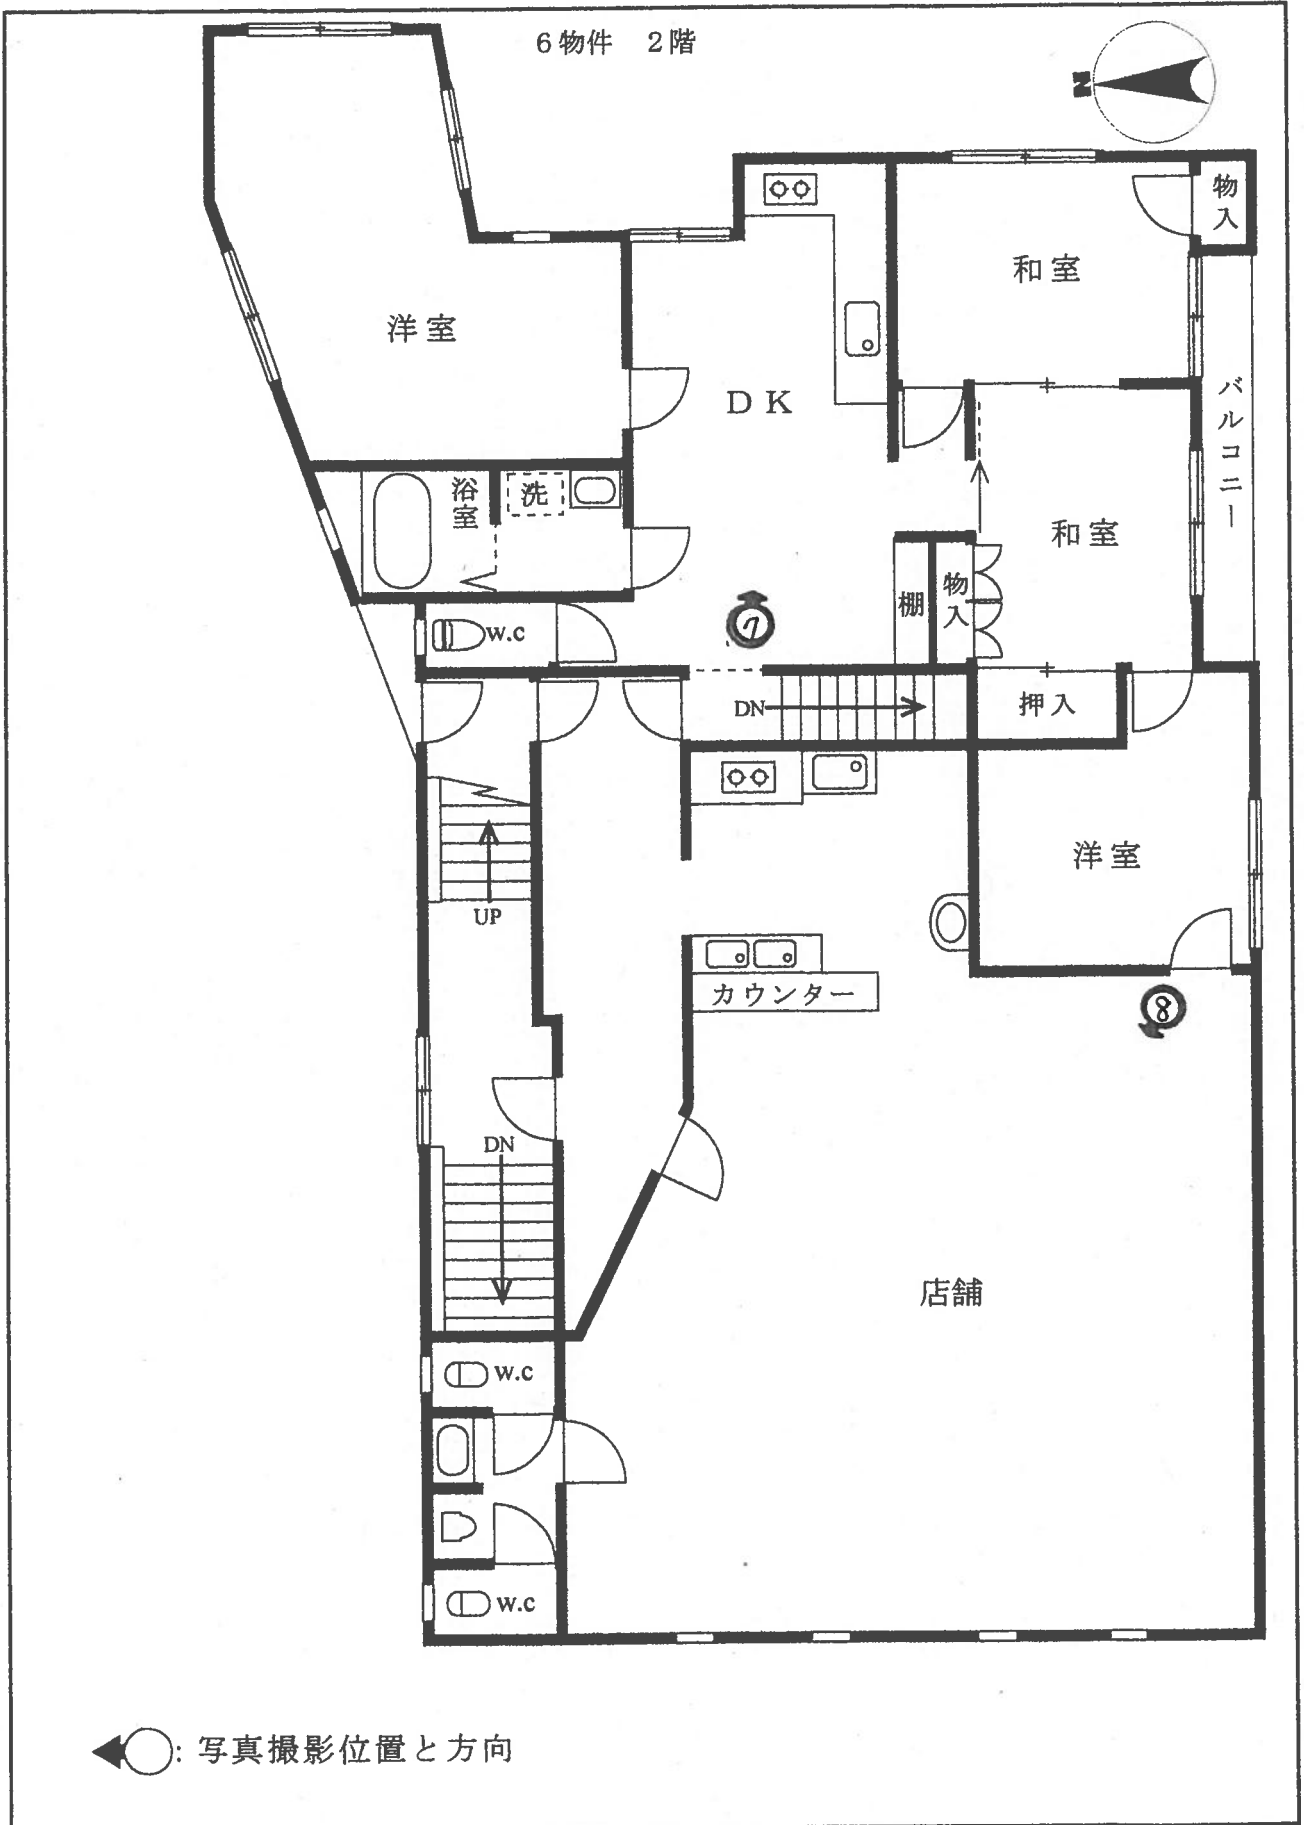 6物件 2階
N
物入
和室
洋室
バルコニー
DK
浴室
洗
和室
棚
物入
w.c
7
DN
押入
洋室
UP
カウンター
8
DN
店舗
w.c
w.c
: 写真撮影位置と方向